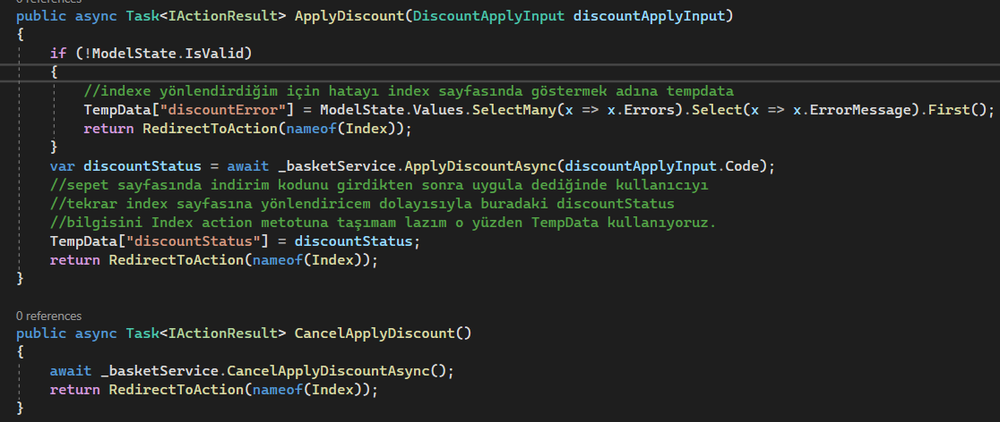 0 references
public async Task<IActionResult> ApplyDiscount(DiscountApplyInput discountApplyInput)
{
if (!ModelState.IsValid)
{
//indexe yönlendirdiğim için hatayı index sayfasında göstermek adına tempdata
TempData["discountError"] = ModelState.Values.SelectMany(x => x.Errors).Select(x => x.ErrorMessage).First();
return RedirectToAction(nameof(Index));
}
var discountStatus = await _basketService.ApplyDiscountAsync(discountApplyInput.Code);
//sepet sayfasında indirim kodunu girdikten sonra uygula dediğinde kullanıcıyı
//tekrar index sayfasına yönlendiricem dolayısıyla buradaki discountStatus
//bilgisini Index action metotuna taşımam lazım o yüzden TempData kullanıyoruz.
TempData["discountStatus"] = discountStatus;
return RedirectToAction(nameof(Index));
}
0 references
public async Task<IActionResult> CancelApplyDiscount()
{
await _basketService.CancelApplyDiscountAsync();
return RedirectToAction(nameof(Index));
}